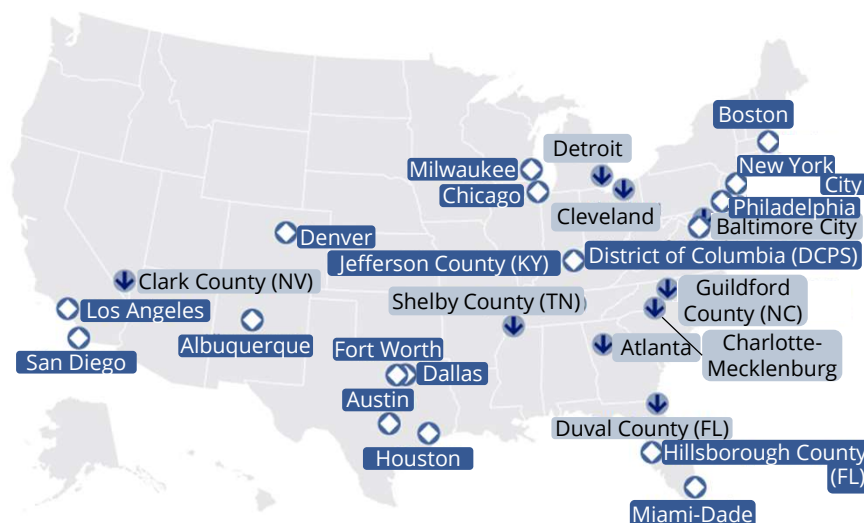 Boston
Detroit
Milwaukee
New York
City
Chicago
Philadelphia
Cleveland
Baltimore City
Denver
Jefferson County (KY)
District of Columbia (DCPS)
Clark County (NV)
Shelby County (TN)
Guildford
County (NC)
Los Angeles
Albuquerque
San Diego
Fort Worth
Atlanta
Charlotte-
Mecklenburg
Dallas
Austin
Duval County (FL)
Houston
Hillsborough County
(FL)
Miami-Dade